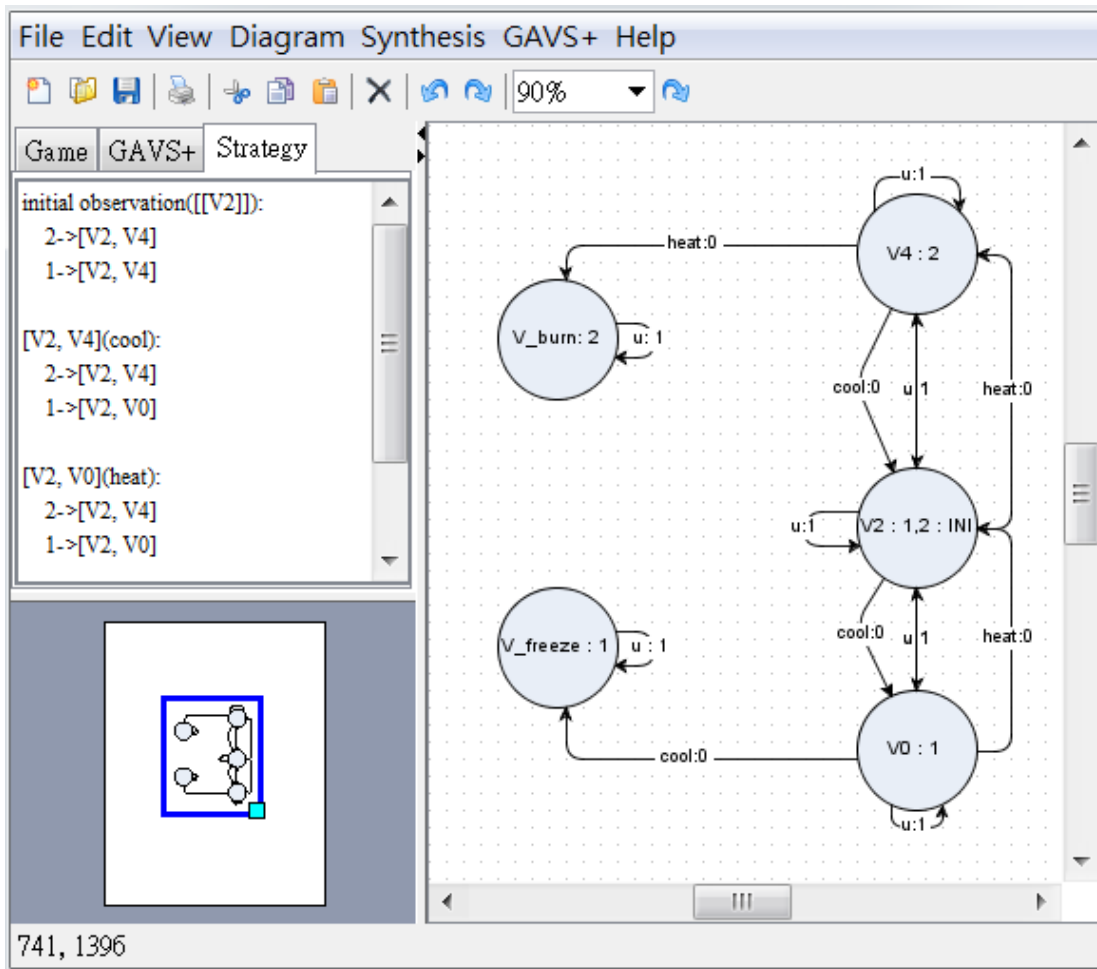 File Edit View Diagram Synthesis GAVS+ Help
90%
Game GAVS+ Strategy
initial observation([[V2]]):
2->[V2, V4]
1->[V2, V4]
[V2, V4](cool):
2->[V2, V4]
1->[V2, V0]
[V2, V0](heat):
2->[V2, V4]
1->[V2, V0]
u:1
heat:0
V4 : 2
V_burn: 2
u: 1
cool:0
u:1
heat:0
u:1
V2 : 1,2 : INI
V_freeze : 1
u : 1
cool:0
u:1
heat:0
cool:0
V0 : 1
u:1
741, 1396